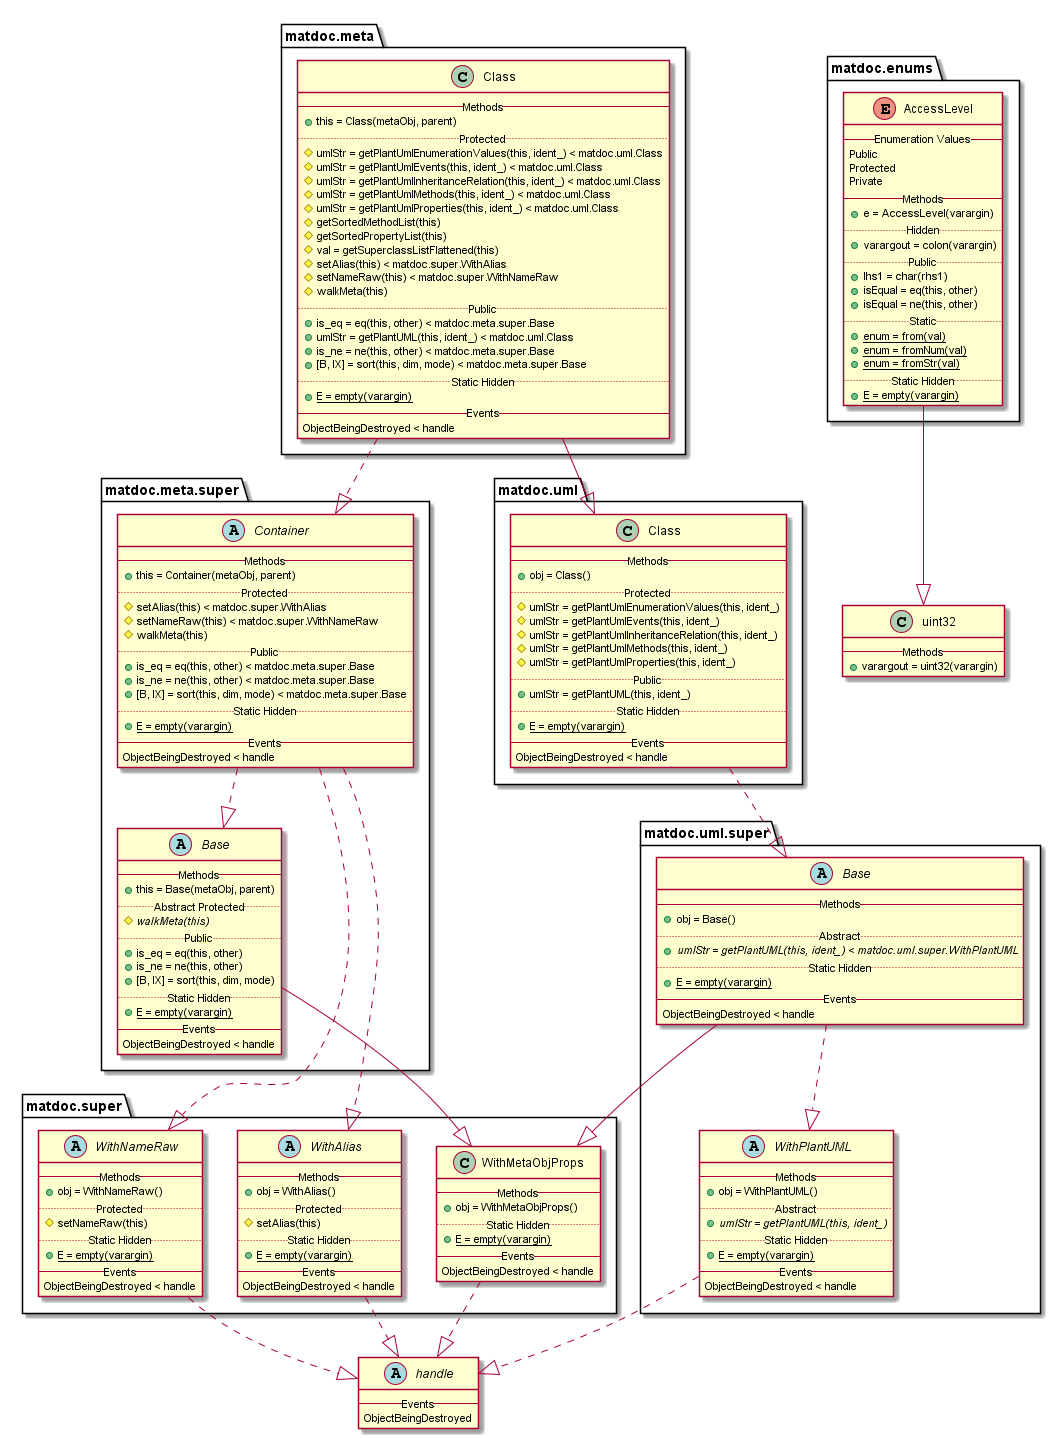 matdoc.meta
C Class
Methods
this = Class(metaObj, parent)
Protected
umlStr = getPlantUmlEnumerationValues(this, ident_) < matdoc.uml.Class
umlStr = getPlantUmlEvents(this, ident_) < matdoc.uml.Class
umlStr = getPlantUmlInheritanceRelation(this, ident_) < matdoc.uml.Class
umlStr = getPlantUmlMethods(this, ident_) < matdoc.uml.Class
umlStr = getPlantUmlProperties(this, ident_) < matdoc.uml.Class
getSortedMethodList(this)
getSortedPropertyList(this)
val = getSuperclassListFlattened(this)
setAlias(this) < matdoc.super.WithAlias
setNameRaw(this) < matdoc.super.WithNameRaw
walkMeta(this)
Public
is_eq = eq(this, other) < matdoc.meta.super.Base
umlStr = getPlantUML(this, ident_) < matdoc.uml.Class
is_ne = ne(this, other) < matdoc.meta.super.Base
[B, IX] = sort(this, dim, mode) < matdoc.meta.super.Base
Static Hidden
E = empty(varargin)
Events
ObjectBeingDestroyed < handle
matdoc.enums
E AccessLevel
Enumeration Values
Public
Protected
Private
Methods
e = AccessLevel(varargin)
Hidden
varargout = colon(varargin)
Public
lhs1 = char(rhs1)
isEqual = eq(this, other)
isEqual = ne(this, other)
Static
enum = from(val)
enum = fromNum(val)
enum = fromStr(val)
Static Hidden
E = empty(varargin)
matdoc.meta.super
A Container
Methods
this = Container(metaObj, parent)
Protected
setAlias(this) < matdoc.super.WithAlias
setNameRaw(this) < matdoc.super.WithNameRaw
walkMeta(this)
Public
is_eq = eq(this, other) < matdoc.meta.super.Base
is_ne = ne(this, other) < matdoc.meta.super.Base
[B, IX] = sort(this, dim, mode) < matdoc.meta.super.Base
Static Hidden
E = empty(varargin)
Events
ObjectBeingDestroyed < handle
matdoc.uml
C Class
Methods
obj = Class()
Protected
umlStr = getPlantUmlEnumerationValues(this, ident_)
umlStr = getPlantUmlEvents(this, ident_)
umlStr = getPlantUmlInheritanceRelation(this, ident_)
umlStr = getPlantUmlMethods(this, ident_)
umlStr = getPlantUmlProperties(this, ident_)
Public
umlStr = getPlantUML(this, ident_)
Static Hidden
E = empty(varargin)
Events
ObjectBeingDestroyed < handle
C uint32
Methods
varargout = uint32(varargin)
A Base
Methods
this = Base(metaObj, parent)
Abstract Protected
walkMeta(this)
Public
is_eq = eq(this, other)
is_ne = ne(this, other)
[B, IX] = sort(this, dim, mode)
Static Hidden
E = empty(varargin)
Events
ObjectBeingDestroyed < handle
matdoc.uml.super
A Base
Methods
obj = Base()
Abstract
umlStr = getPlantUML(this, ident_) < matdoc.uml.super.WithPlantUML
Static Hidden
E = empty(varargin)
Events
ObjectBeingDestroyed < handle
matdoc.super
A WithNameRaw
Methods
obj = WithNameRaw()
Protected
setNameRaw(this)
Static Hidden
E = empty(varargin)
Events
ObjectBeingDestroyed < handle
A WithAlias
Methods
obj = WithAlias()
Protected
setAlias(this)
Static Hidden
E = empty(varargin)
Events
ObjectBeingDestroyed < handle
C WithMetaObjProps
Methods
obj = WithMetaObjProps()
Static Hidden
E = empty(varargin)
Events
ObjectBeingDestroyed < handle
A WithPlantUML
Methods
obj = WithPlantUML()
Abstract
umlStr = getPlantUML(this, ident_)
Static Hidden
E = empty(varargin)
Events
ObjectBeingDestroyed < handle
A handle
Events
ObjectBeingDestroyed